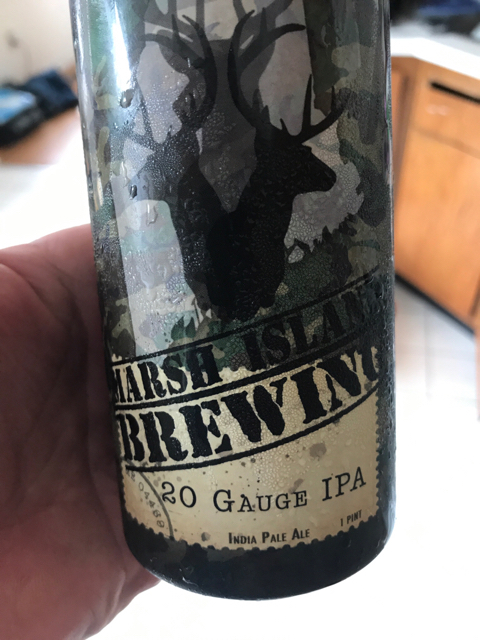 MARSH ISLAND
BREWING
20 GAUGE IPA
INDIA PALE ALE
1 PINT